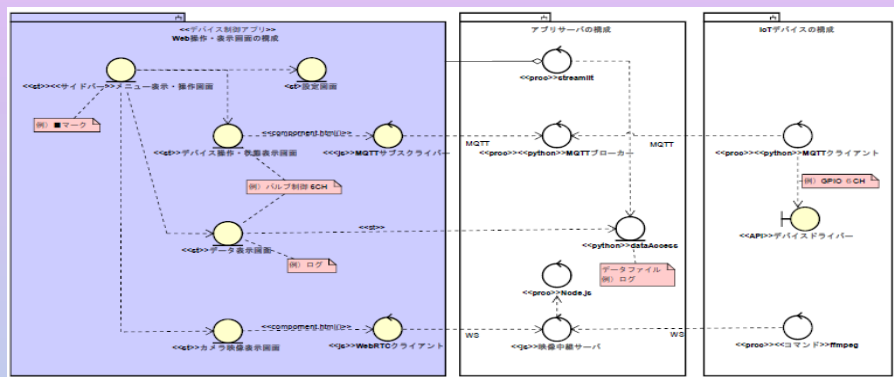 <<デバイス制御アプリ>>
Web操作・表示画面の構成
<<st>><<サイドバー>>メニュー表示・操作画面
<st>設定画面
例）■マーク
<<compoment.html()>>
<<st>>デバイス操作・状態表示画面
<<js>>MQTTサブスクライバー
例）バルブ制御 6CH
<<st>>
<<st>>データ表示画面
例）ログ
<<compoment.html()>>
<<st>>カメラ映像表示画面
<<js>>WebRTCクライアント
アプリサーバの構成
<<proc>>streamlit
MQTT
<<proc>><<python>>MQTTブローカー
MQTT
<<python>>dataAccess
データファイル
例）ログ
<<proc>>Node.js
WS
<<js>>映像中継サーバ
WS
IoTデバイスの構成
<<proc>><<python>>MQTTクライアント
例）GPIO 6CH
<<API>>デバイスドライバー
<<proc>><<コマンド>>ffmpeg